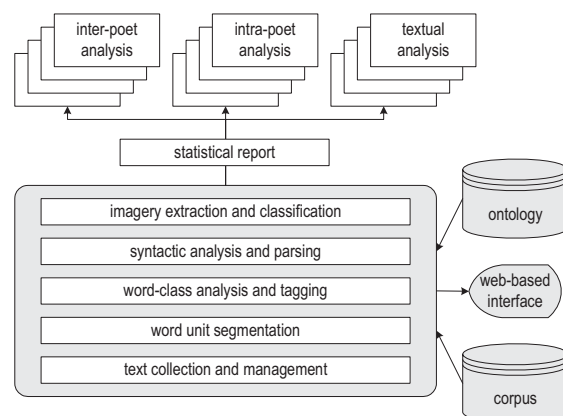 inter-poet
analysis
intra-poet
analysis
textual
analysis
statistical report
imagery extraction and classification
syntactic analysis and parsing
word-class analysis and tagging
word unit segmentation
text collection and management
ontology
web-based
interface
corpus